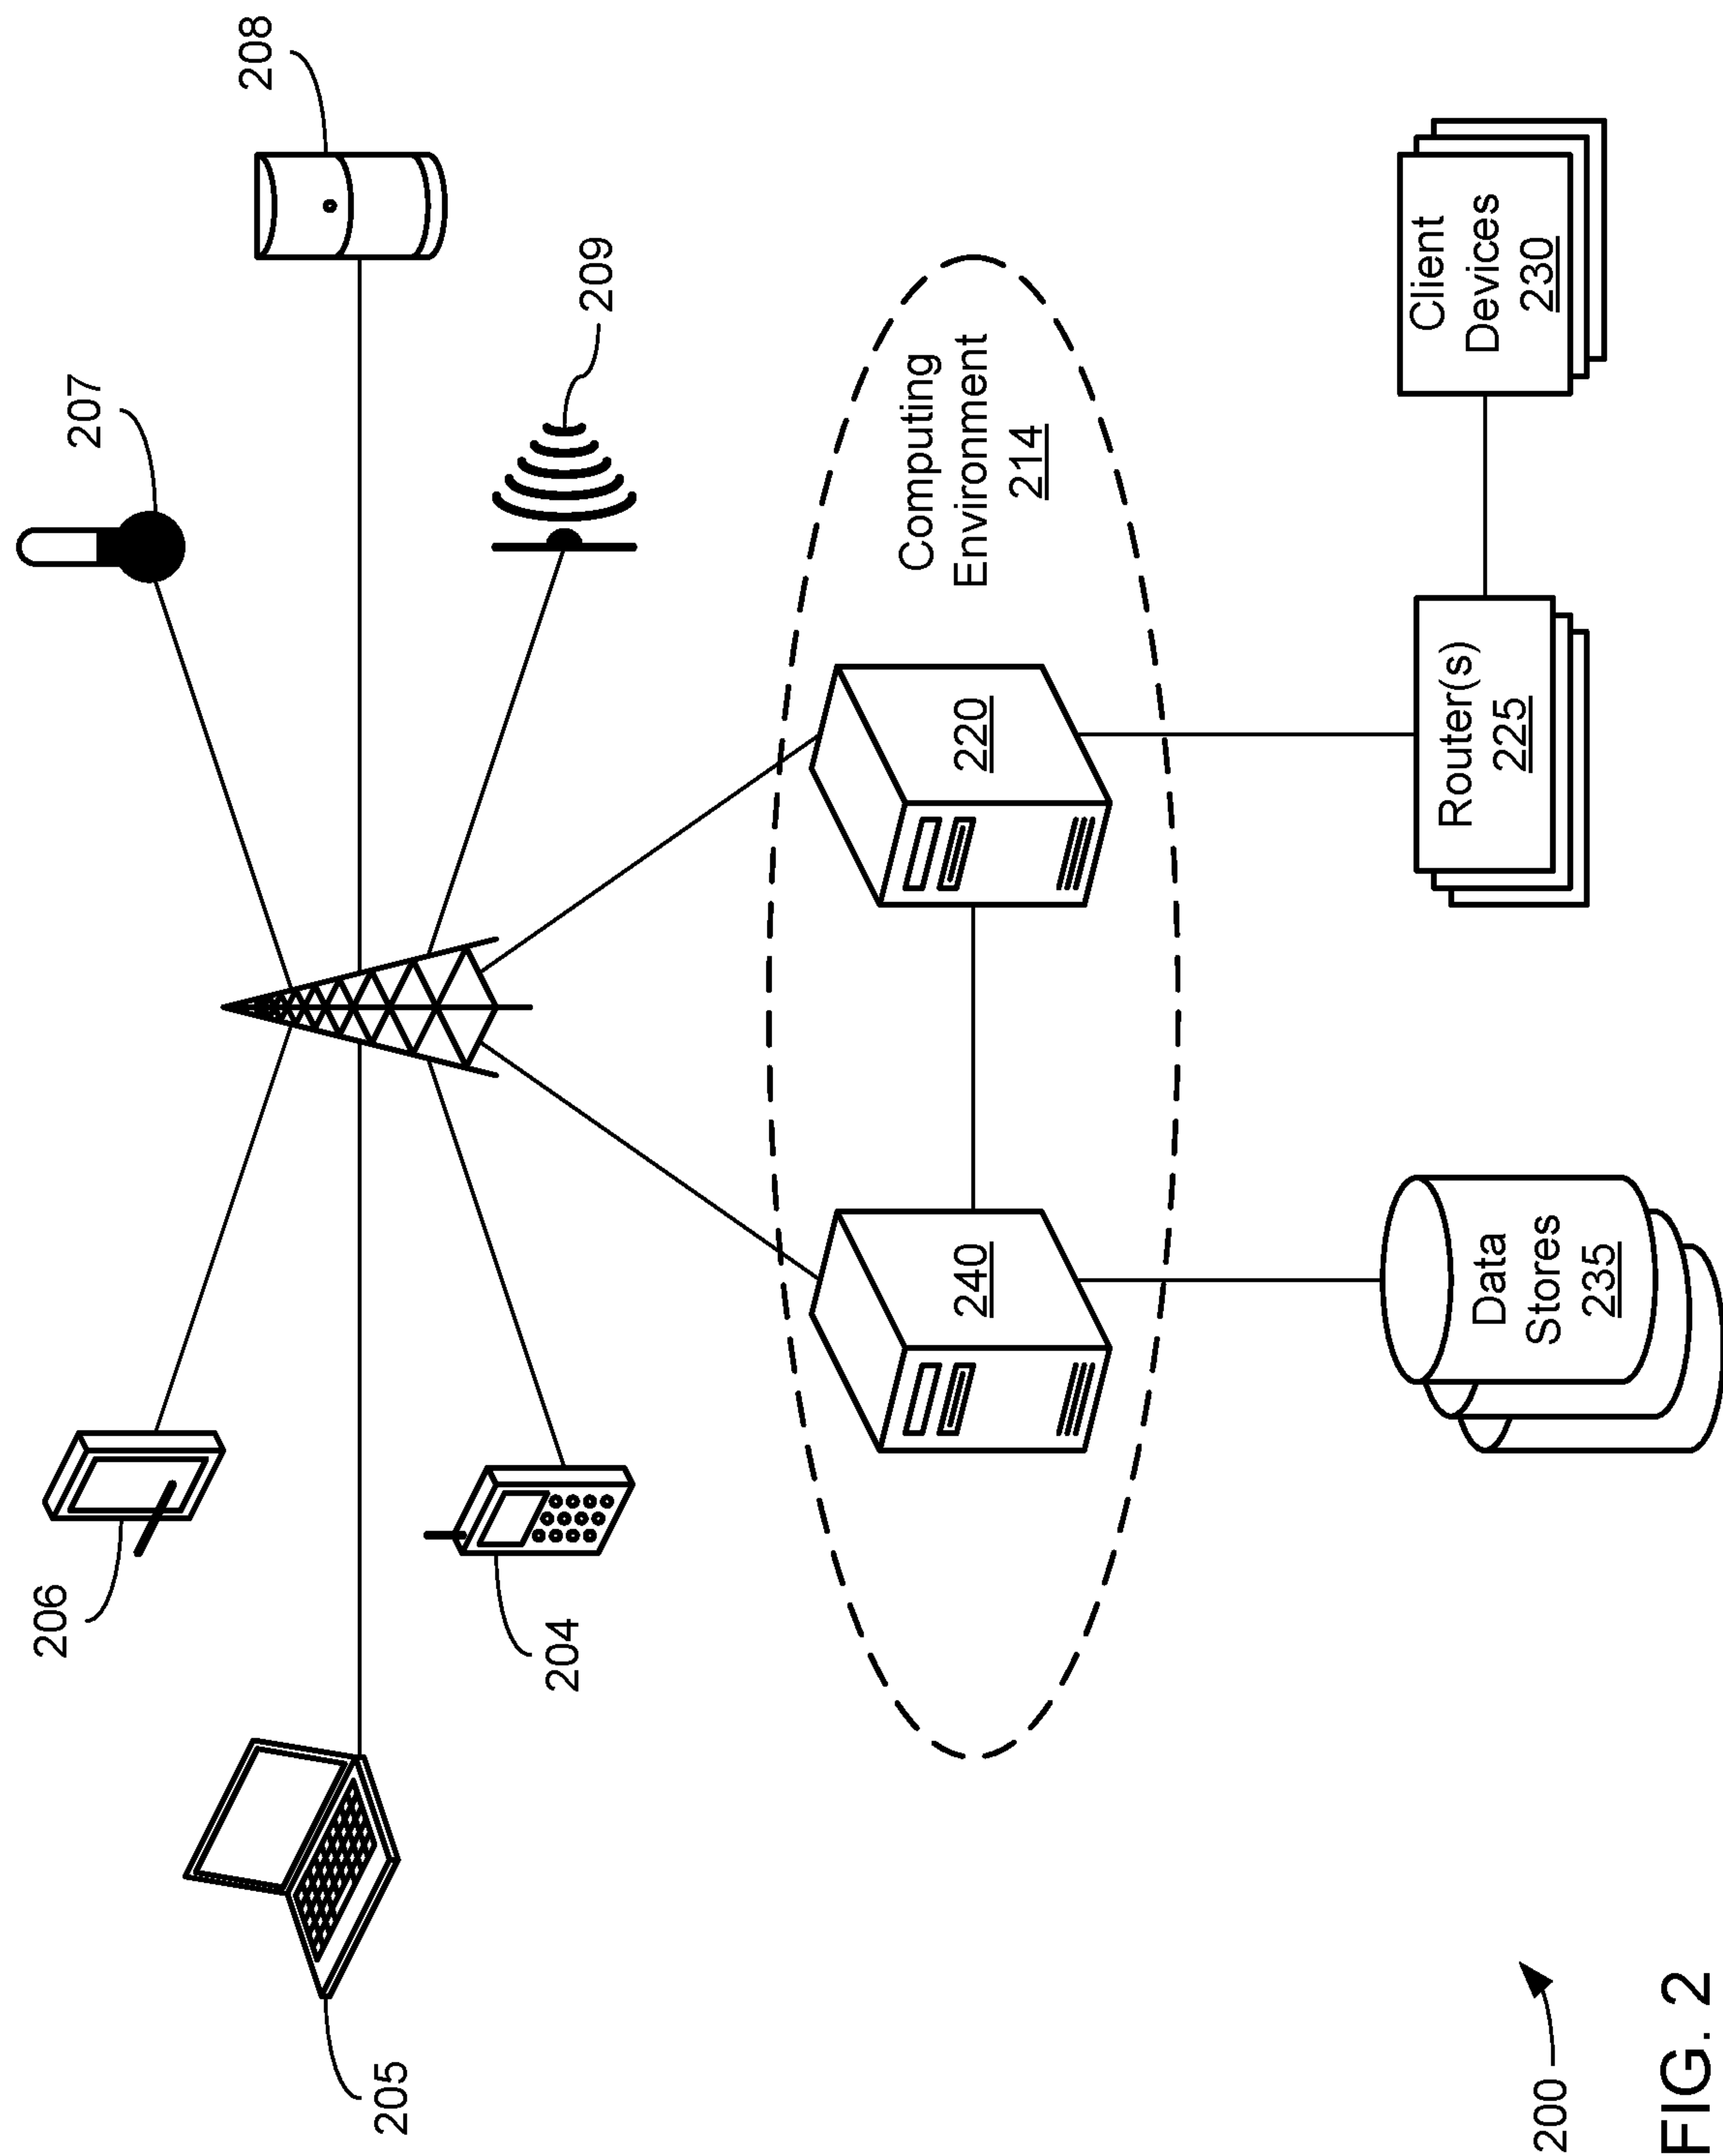 207
208
206
209
205
204
Computing
Environment
214
240
220
Data
Stores
235
Router(s)
225
Client
Devices
230
200
FIG. 2